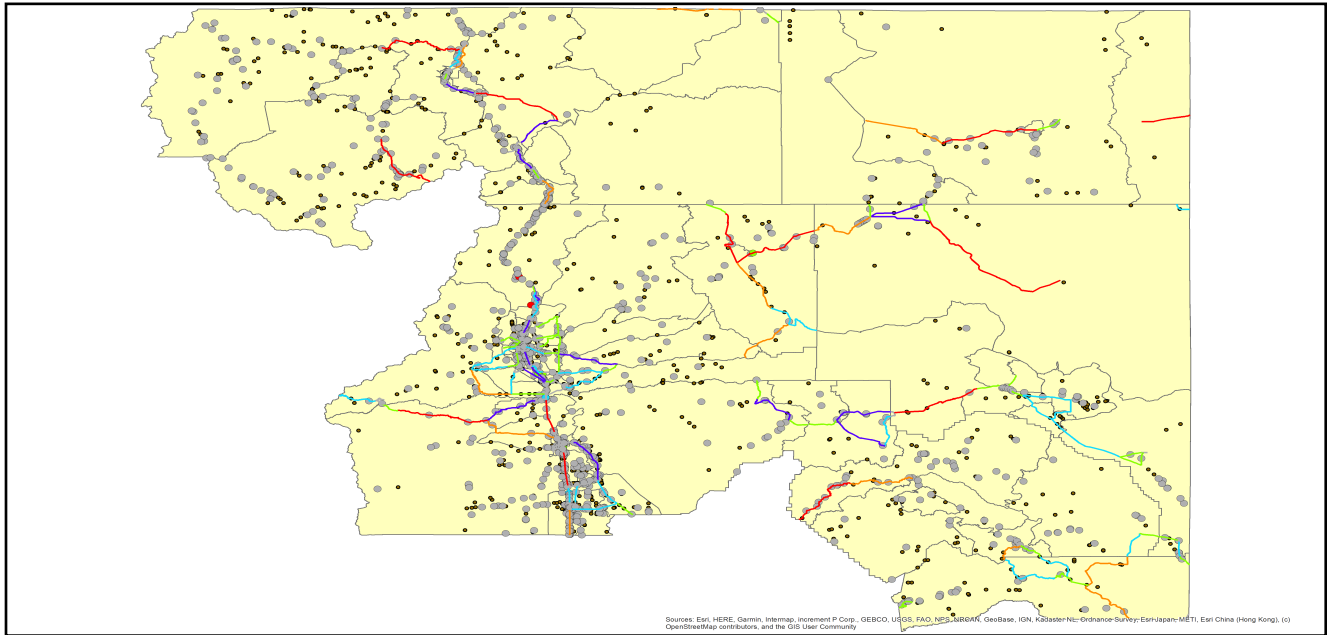 Sources: Esri, HERE, Garmin, Intermap, increment P Corp., GEBCO, USGS, FAO, NPS, NRCAN, GeoBase, IGN, Kadaster NL, Ordnance Survey, Esri Japan, METI, Esri China (Hong Kong), (c)
OpenStreetMap contributors, and the GIS User Community